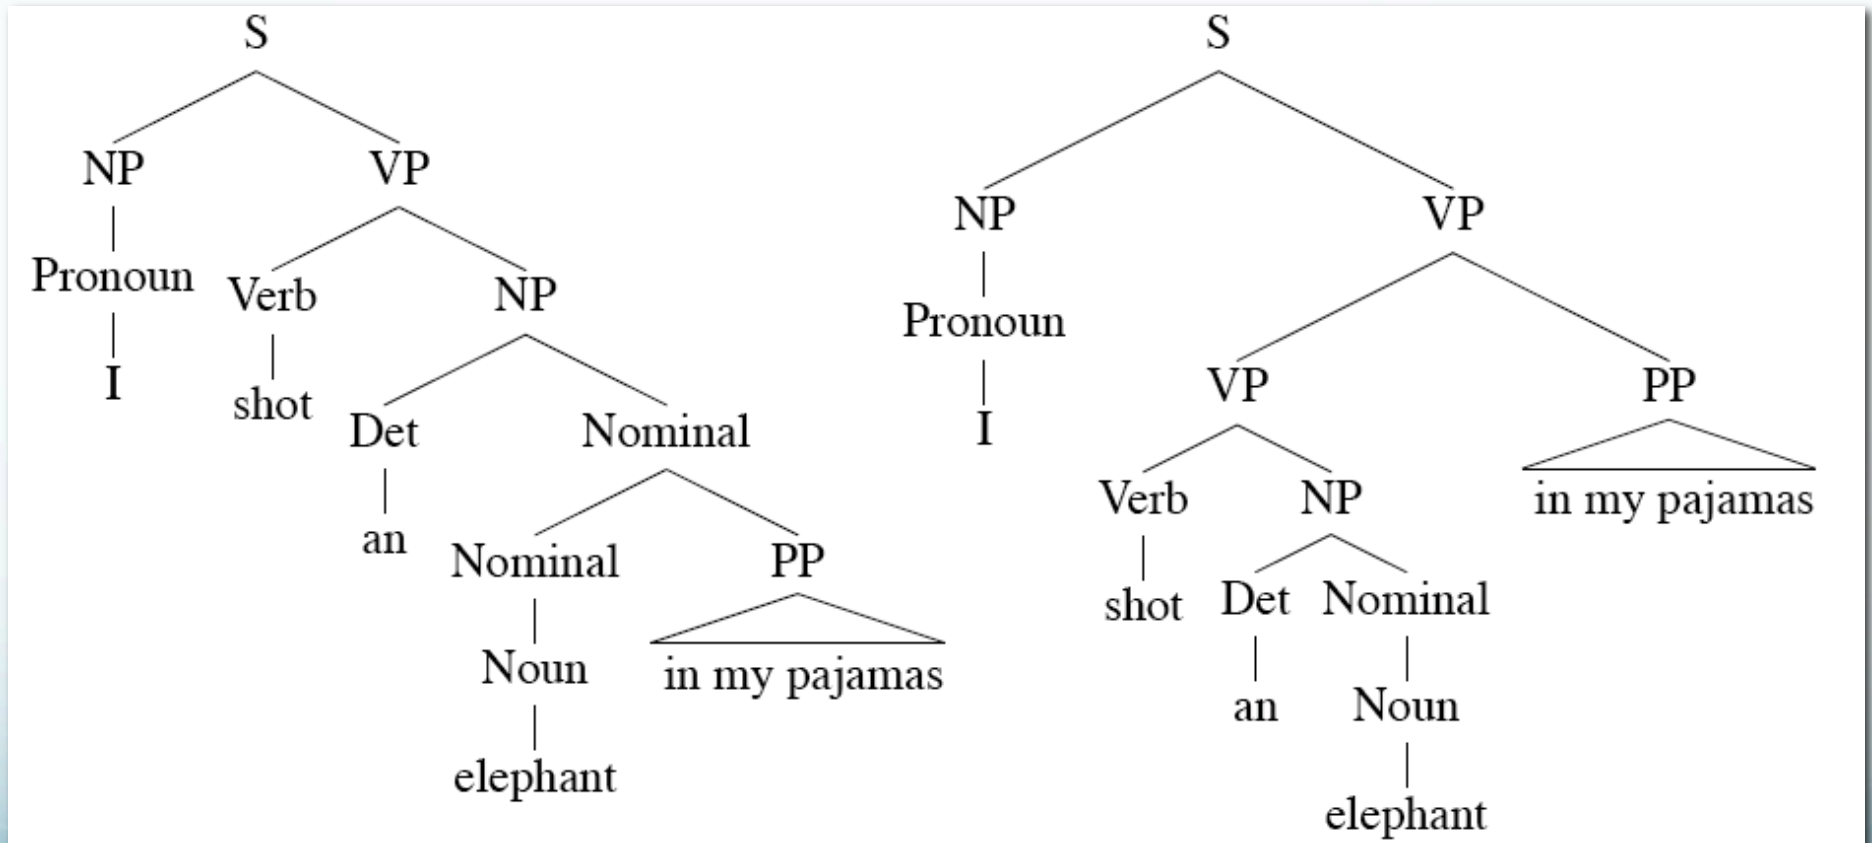 S
NP VP
Pronoun Verb NP
I shot Det Nominal
an Nominal PP
Noun in my pajamas
elephant
S
NP VP
Pronoun
I VP PP
Verb NP in my pajamas
shot Det Nominal
an Noun
elephant